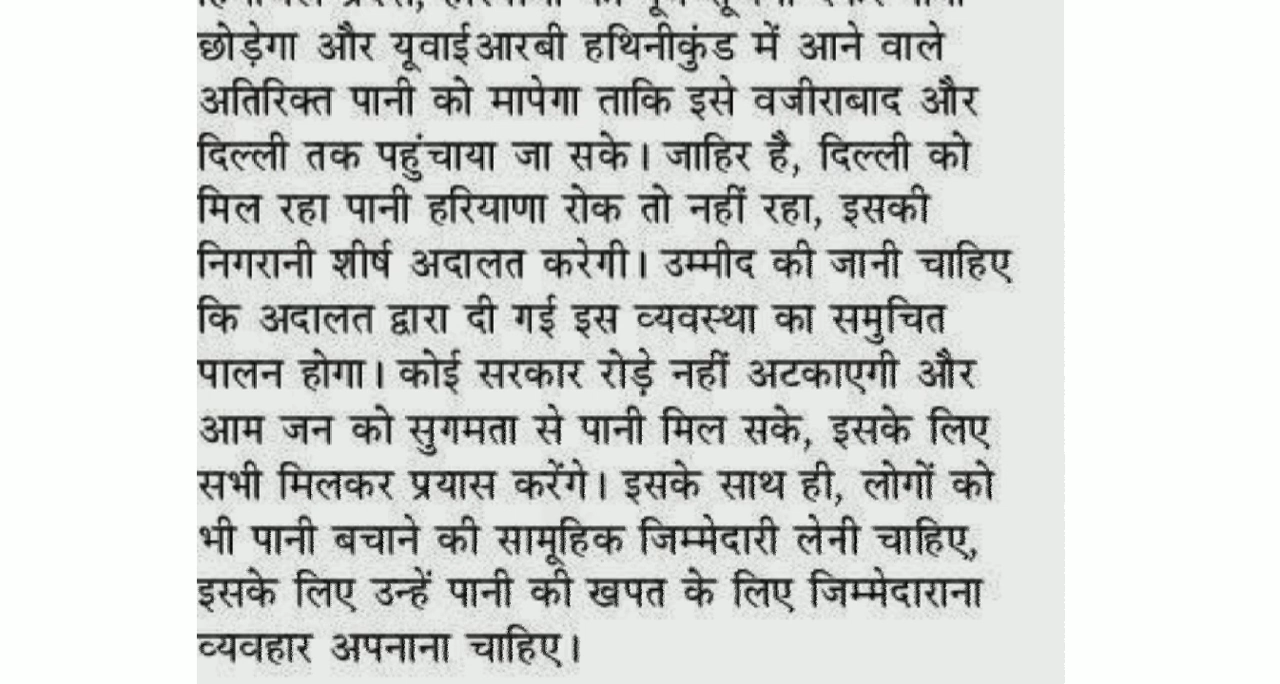 छोड़ेगा और यूवाईआरबी हथिनीकुंड में आने वाले
अतिरिक्त पानी को मापेगा ताकि इसे वजीराबाद और
दिल्ली तक पहुंचाया जा सके। जाहिर है, दिल्ली को
मिल रहा पानी हरियाणा रोक तो नहीं रहा, इसकी
निगरानी शीर्ष अदालत करेगी। उम्मीद की जानी चाहिए
कि अदालत द्वारा दी गई इस व्यवस्था का समुचित
पालन होगा। कोई सरकार रोड़े नहीं अटकाएगी और
आम जन को सुगमता से पानी मिल सके, इसके लिए
सभी मिलकर प्रयास करेंगे। इसके साथ ही, लोगों को
भी पानी बचाने की सामूहिक जिम्मेदारी लेनी चाहिए,
इसके लिए उन्हें पानी की खपत के लिए जिम्मेदाराना
व्यवहार अपनाना चाहिए।